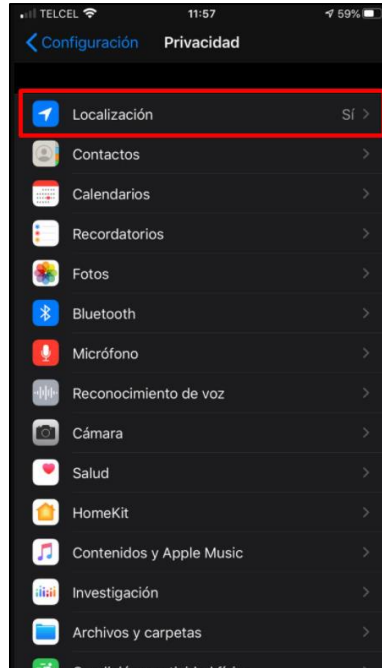 TELCEL 11:57 59%
Configuración Privacidad
Localización Sí
Contactos
Calendarios
Recordatorios
Fotos
Bluetooth
Micrófono
Reconocimiento de voz
Cámara
Salud
HomeKit
Contenidos y Apple Music
Investigación
Archivos y carpetas